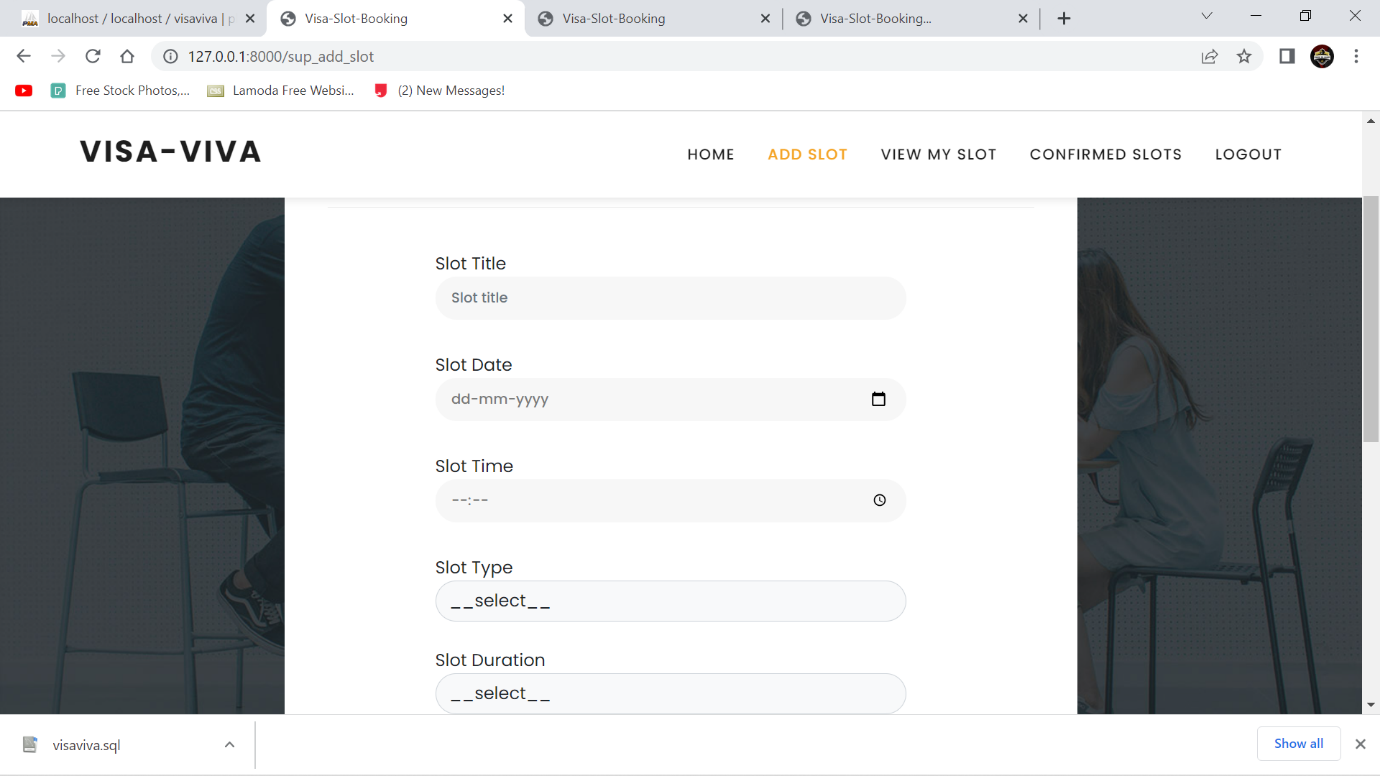 localhost / localhost / visaviva | p
Visa-Slot-Booking
Visa-Slot-Booking
Visa-Slot-Booking...
127.0.0.1:8000/sup_add_slot
Free Stock Photos,...
Lamoda Free Websi...
(2) New Messages!
VISA-VIVA
HOME
ADD SLOT
VIEW MY SLOT
CONFIRMED SLOTS
LOGOUT
Slot Title
Slot title
Slot Date
dd-mm-yyyy
Slot Time
--:--
Slot Type
__select__
Slot Duration
__select__
visaviva.sql
Show all